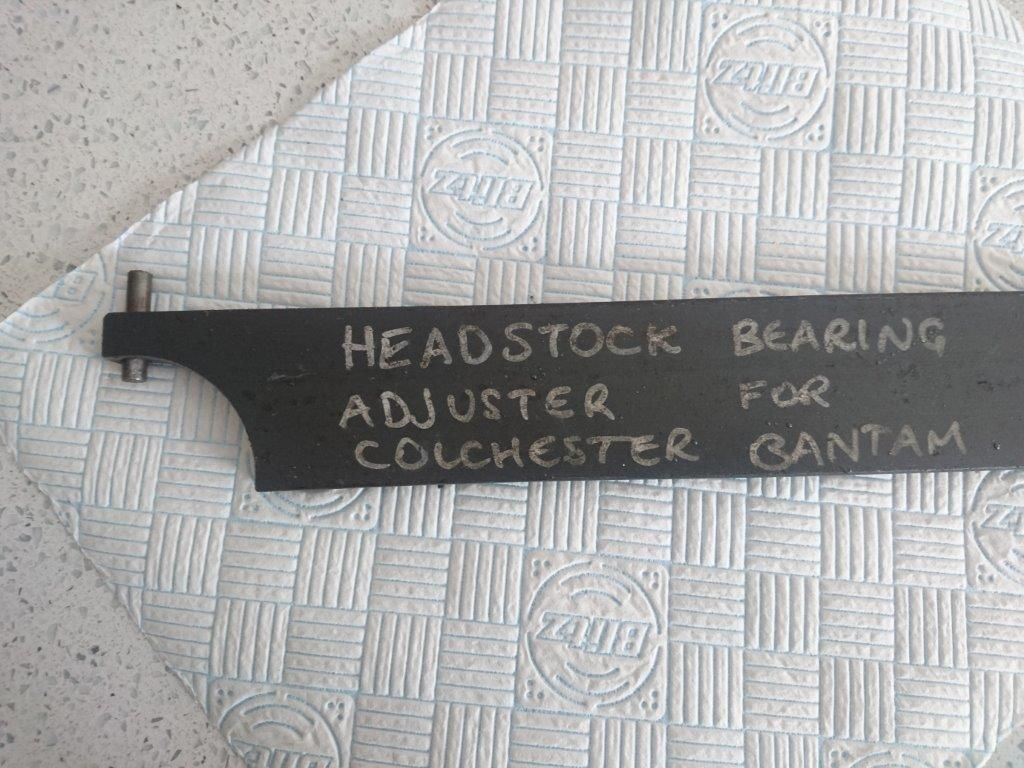 HEADSTOCK BEARING
ADJUSTER FOR
COLCHESTER BANTAM